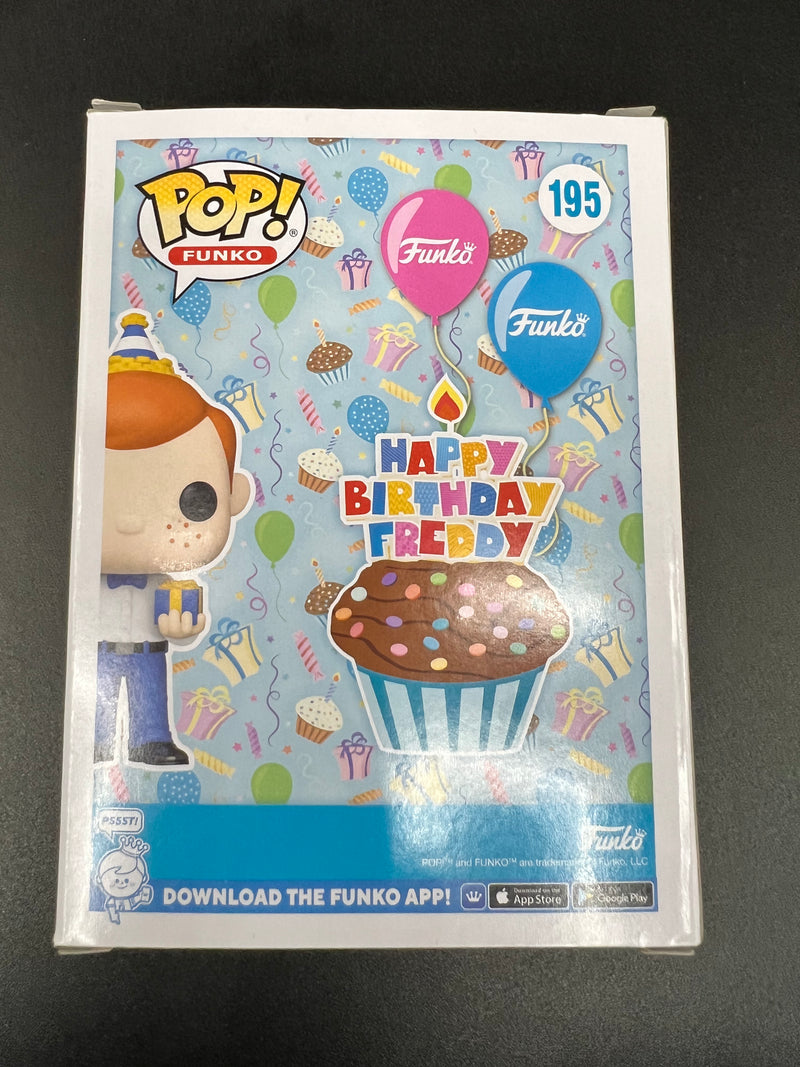 POP!®
FUNKO
195
Funko
Funko
HAPPY
BIRTHDAY
FREDDY
PSSST!
Funko
POP!™ and FUNKO™ are trademarks of Funko, LLC
DOWNLOAD THE FUNKO APP!
Download on the
App Store
Google Play